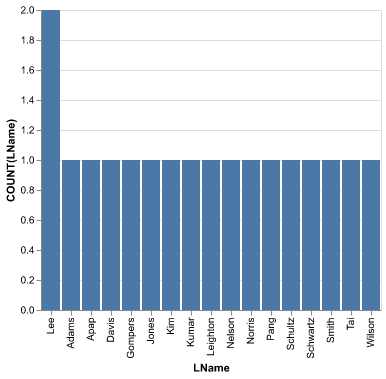 2.0
1.8
1.6
1.4
1.2
1.0
0.8
0.6
0.4
0.2
0.0
COUNT(LName)
Lee
Adams
Apap
Davis
Gompers
Jones
Kim
Kumar
Leighton
Nelson
Norris
Pang
Schultz
Schwartz
Smith
Tai
Wilson
LName